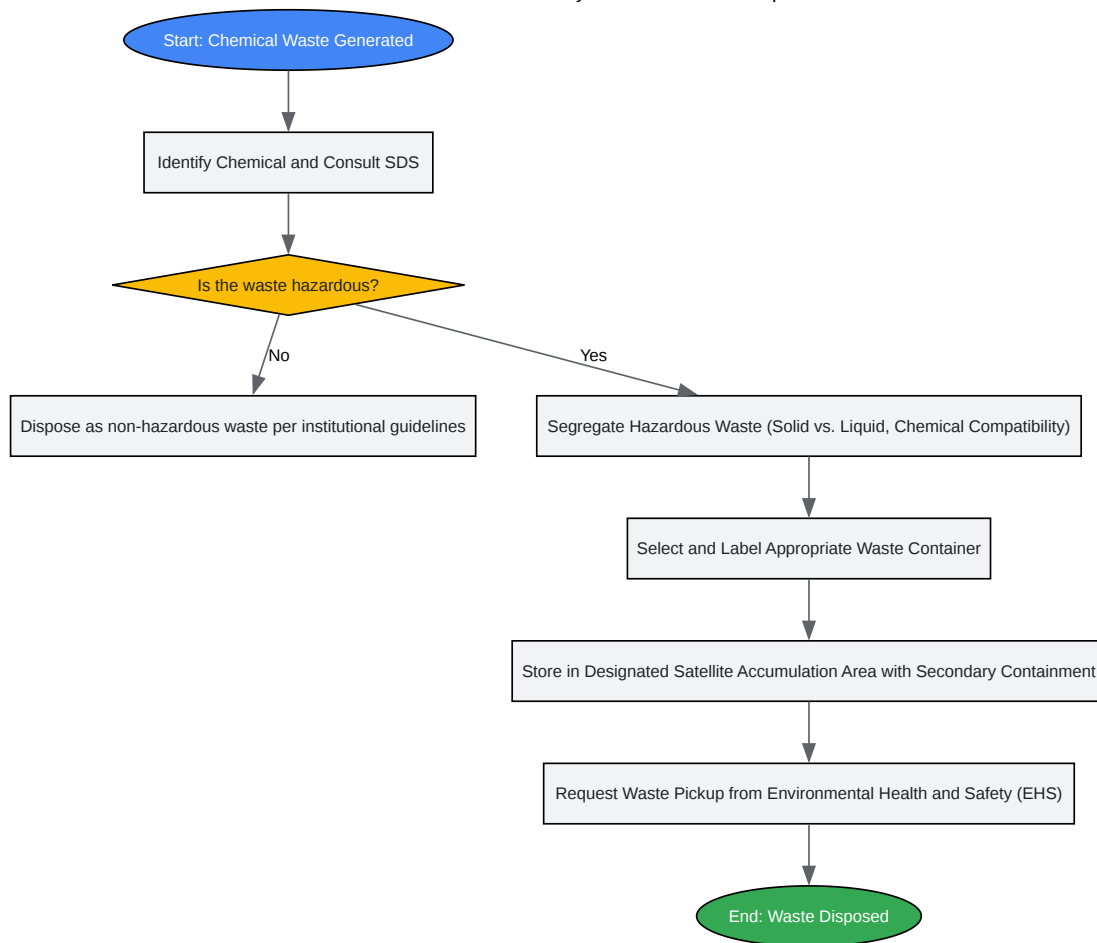 Start: Chemical Waste Generated
Identify Chemical and Consult SDS
Is the waste hazardous?
No
Yes
Dispose as non-hazardous waste per institutional guidelines
Segregate Hazardous Waste (Solid vs. Liquid, Chemical Compatibility)
Select and Label Appropriate Waste Container
Store in Designated Satellite Accumulation Area with Secondary Containment
Request Waste Pickup from Environmental Health and Safety (EHS)
End: Waste Disposed